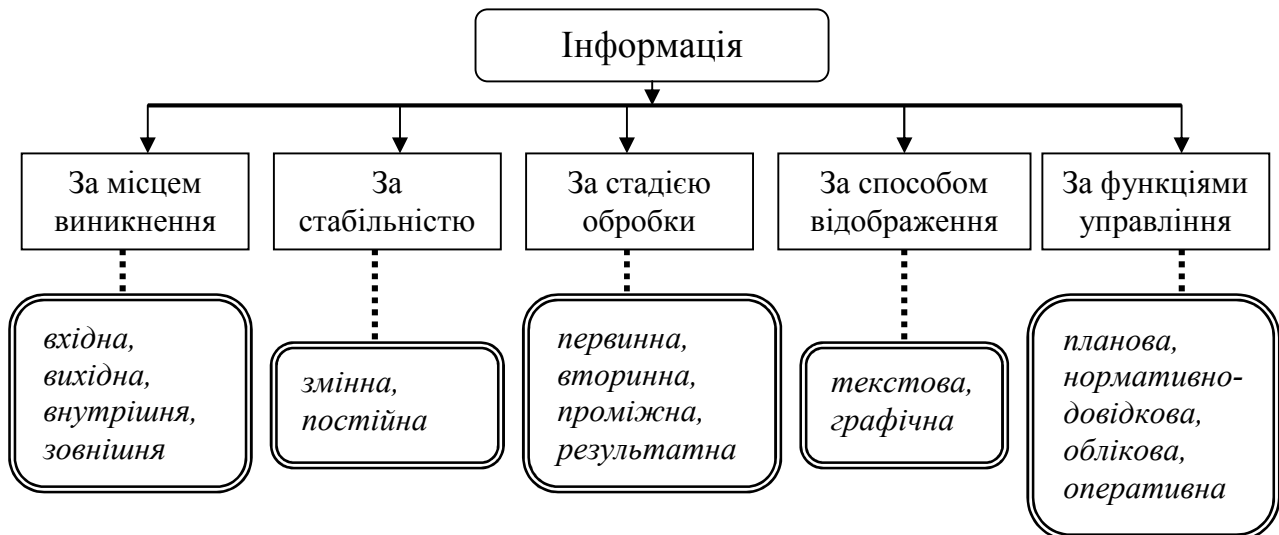 Інформація
За місцем
виникнення
За
стабільністю
За стадією
обробки
За способом
відображення
За функціями
управління
вхідна,
вихідна,
внутрішня,
зовнішня
змінна,
постійна
первинна,
вторинна,
проміжна,
результатна
текстова,
графічна
планова,
нормативно-
довідкова,
облікова,
оперативна